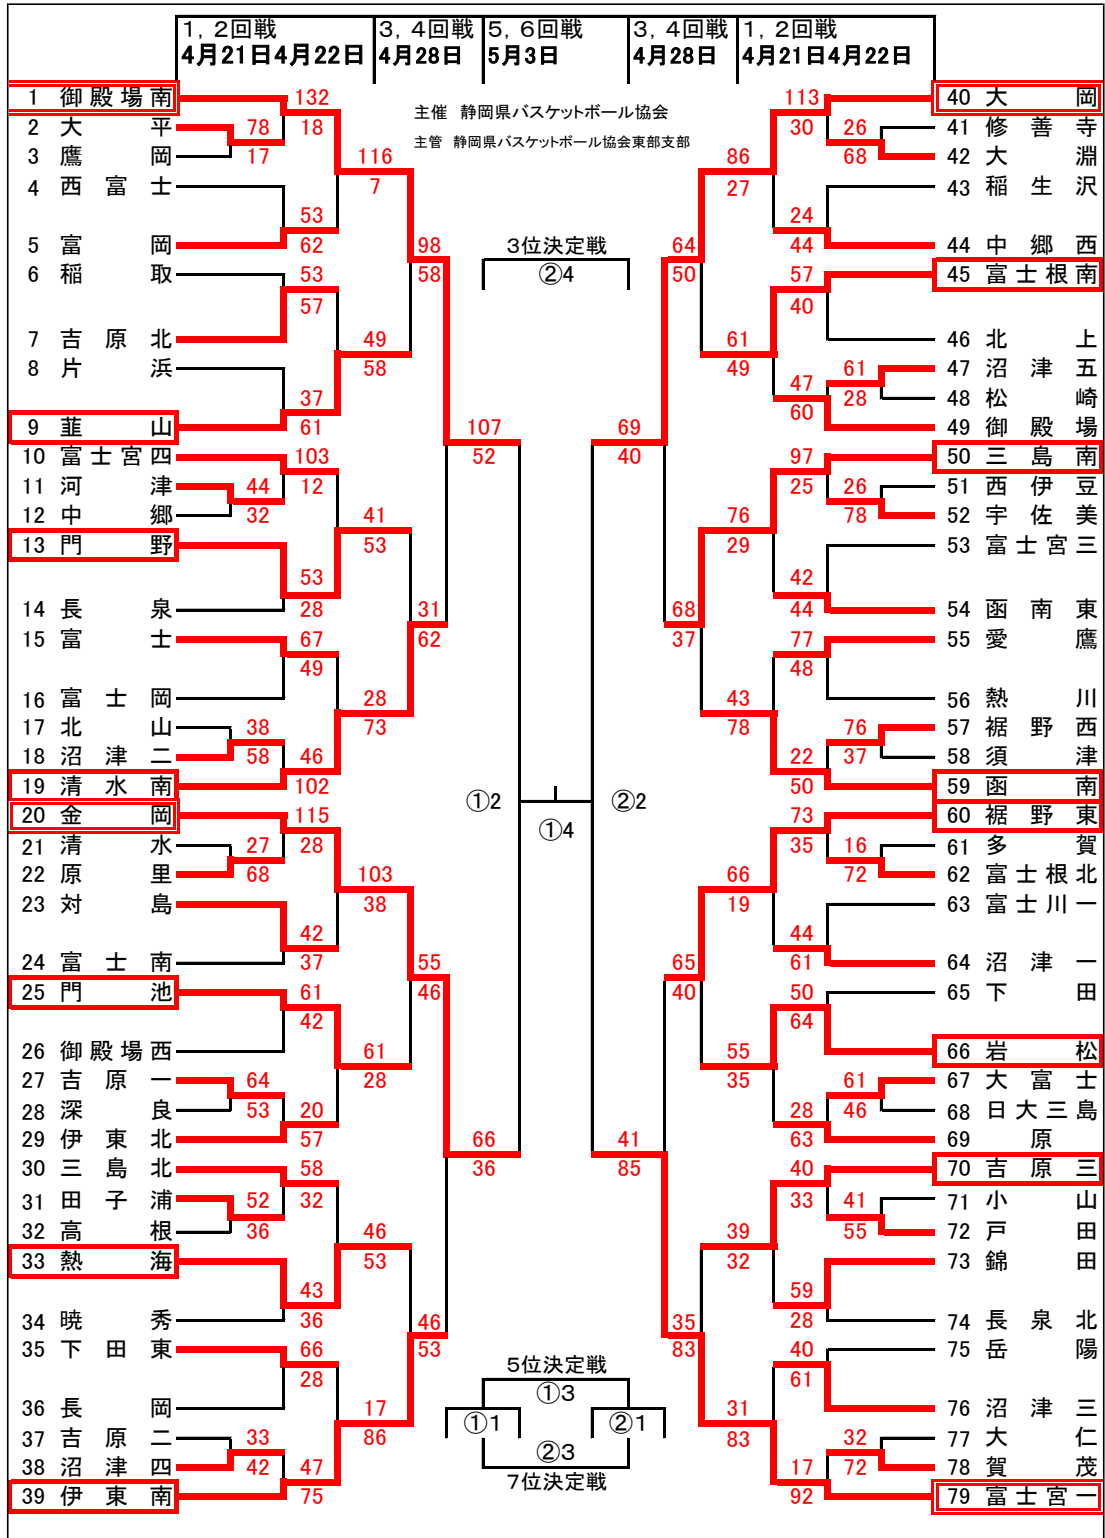 1, 2回戦 3, 4回戦 5, 6回戦 3, 4回戦 1, 2回戦
4月21日4月22日 4月28日 5月3日 4月28日 4月21日4月22日
主催 静岡県バスケットボール協会
主管 静岡県バスケットボール協会東部支部
1 御殿場南
2 大平
3 鷹岡
4 西富士
5 富岡
6 稲取
7 吉原北
8 片浜
9 韮山
10 富士宮四
11 河津
12 中郷
13 門野
14 長泉
15 富士
16 富士岡
17 北山
18 沼津二
19 清水南
20 金岡
21 清水
22 原里
23 対島
24 富士南
25 門池
26 御殿場西
27 吉原一
28 深良
29 伊東北
30 三島北
31 田子浦
32 高根
33 熱海
34 暁秀
35 下田東
36 長岡
37 吉原二
38 沼津四
39 伊東南
132
18
78
17
53
62
53
57
37
61
103
12
44
32
53
28
67
49
38
58
46
102
115
28
27
68
42
37
61
42
64
53
20
57
58
32
52
36
43
36
66
28
33
42
47
75
116
7
49
58
41
53
28
73
103
38
61
28
46
53
17
86
98
58
31
62
55
46
46
53
107
52
66
36
3位決定戦
②4
①2
①4
②2
5位決定戦
①3
①1
②1
②3
7位決定戦
69
40
41
85
64
50
68
37
65
40
35
83
86
27
61
49
76
29
43
78
66
19
55
35
39
32
31
83
113
30
26
68
24
44
57
40
61
28
47
60
97
25
26
78
42
44
77
48
76
37
22
50
73
35
16
72
44
61
50
64
61
46
28
63
40
33
41
55
59
28
40
61
32
72
17
92
40 大岡
41 修善寺
42 大淵
43 稲生沢
44 中郷西
45 富士根南
46 北上
47 沼津五
48 松崎
49 御殿場
50 三島南
51 西伊豆
52 宇佐美
53 富士宮三
54 函南東
55 愛鷹
56 熱川
57 裾野西
58 須津
59 函南
60 裾野東
61 多賀
62 富士根北
63 富士川一
64 沼津一
65 下田
66 岩松
67 大富士
68 日大三島
69 原
70 吉原三
71 小山
72 戸田
73 錦田
74 長泉北
75 岳陽
76 沼津三
77 大仁
78 賀茂
79 富士宮一